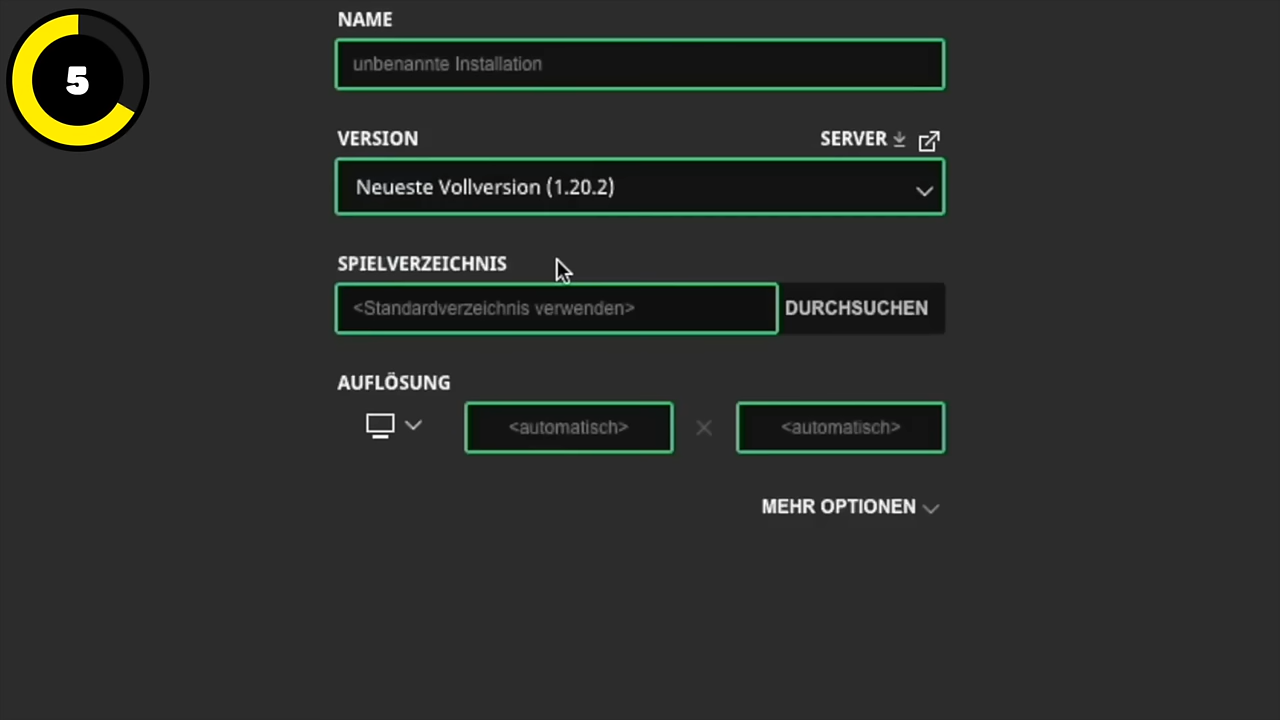 5
NAME
unbenannte Installation
VERSION
SERVER
Neueste Vollversion (1.20.2)
SPIELVERZEICHNIS
<Standardverzeichnis verwenden>
DURCHSUCHEN
AUFLÖSUNG
<automatisch>
<automatisch>
MEHR OPTIONEN